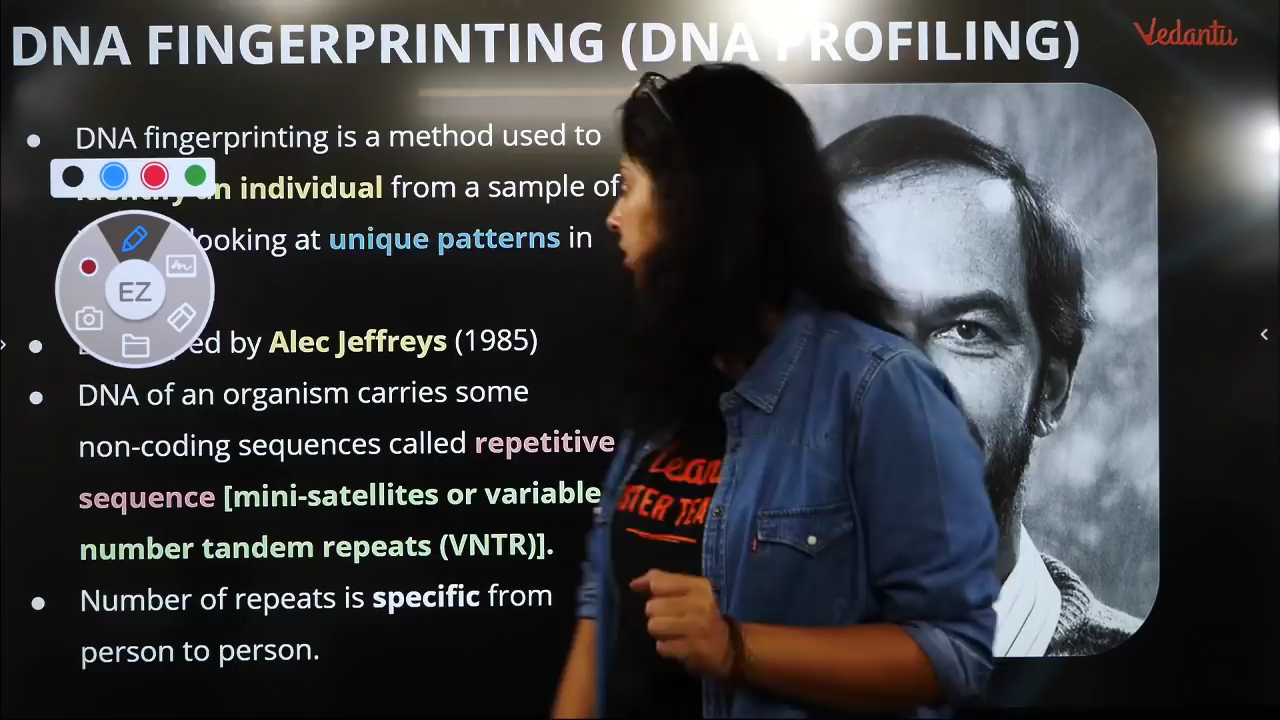 DNA FINGERPRINTING (DNA PROFILING)
Vedantu
DNA fingerprinting is a method used to
identify an individual from a sample of
looking at unique patterns in
EZ
ed by Alec Jeffreys (1985)
DNA of an organism carries some
non-coding sequences called repetitive
sequence [mini-satellites or variable
number tandem repeats (VNTR)].
Number of repeats is specific from
person to person.